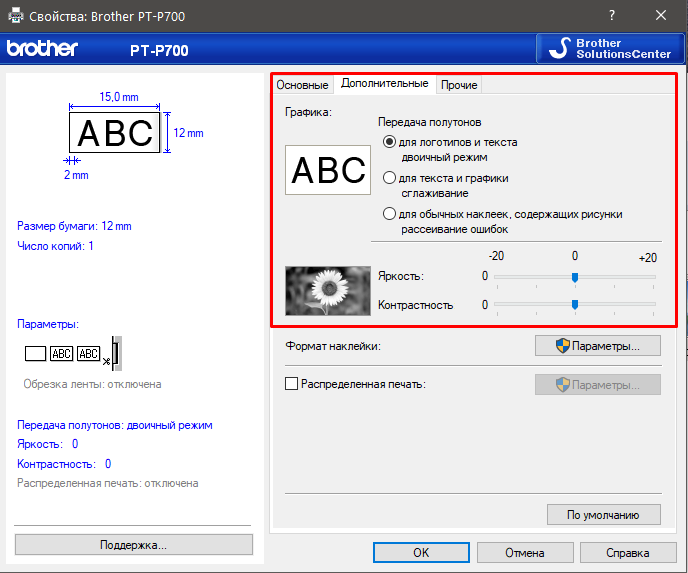 Свойства: Brother PT-P700
brother
PT-P700
Brother
SolutionsCenter
15,0 mm
ABC
12 mm
2 mm
Размер бумаги: 12 mm
Число копий: 1
Параметры:
ABC ABC
Обрезка ленты: отключена
Передача полутонов: двоичный режим
Яркость: 0
Контрастность: 0
Распределенная печать: отключена
Поддержка...
Основные Дополнительные Прочие
Графика:
ABC
Передача полутонов
для логотипов и текста
двоичный режим
для текста и графики
сглаживание
для обычных наклеек, содержащих рисунки
рассеивание ошибок
-20 0 +20
Яркость: 0
Контрастность 0
Формат наклейки: Параметры...
Распределенная печать: Параметры...
По умолчанию
OK Отмена Справка